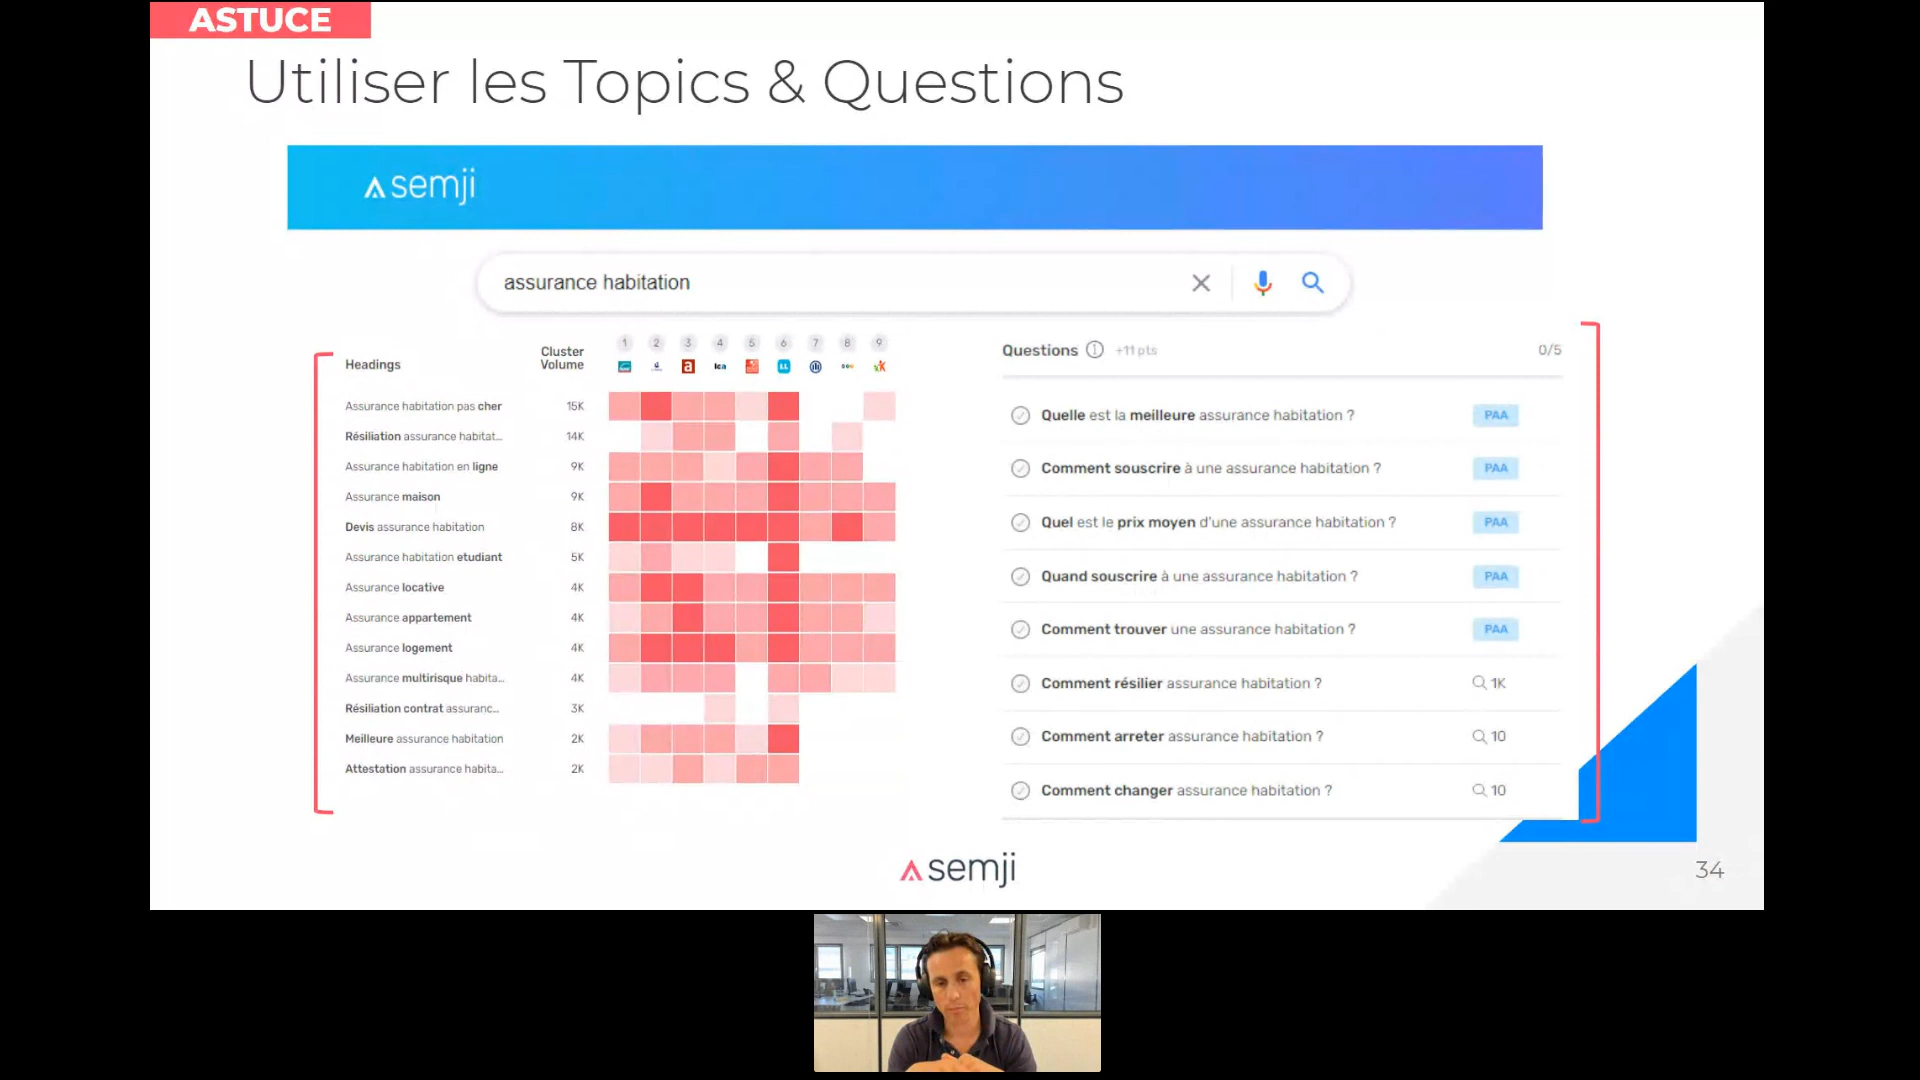 ASTUCE
Utiliser les Topics & Questions
semji
assurance habitation
Headings
Cluster Volume
1 2 3 4 5 6 7 8 9
Assurance habitation pas cher 15K
Résiliation assurance habitat... 14K
Assurance habitation en ligne 9K
Assurance maison 9K
Devis assurance habitation 8K
Assurance habitation etudiant 5K
Assurance locative 4K
Assurance appartement 4K
Assurance logement 4K
Assurance multirisque habita... 4K
Résiliation contrat assuranc... 3K
Meilleure assurance habitation 2K
Attestation assurance habita... 2K
Questions +11 pts 0/5
Quelle est la meilleure assurance habitation ? PAA
Comment souscrire à une assurance habitation ? PAA
Quel est le prix moyen d'une assurance habitation ? PAA
Quand souscrire à une assurance habitation ? PAA
Comment trouver une assurance habitation ? PAA
Comment résilier assurance habitation ? 1K
Comment arreter assurance habitation ? 10
Comment changer assurance habitation ? 10
semji
34